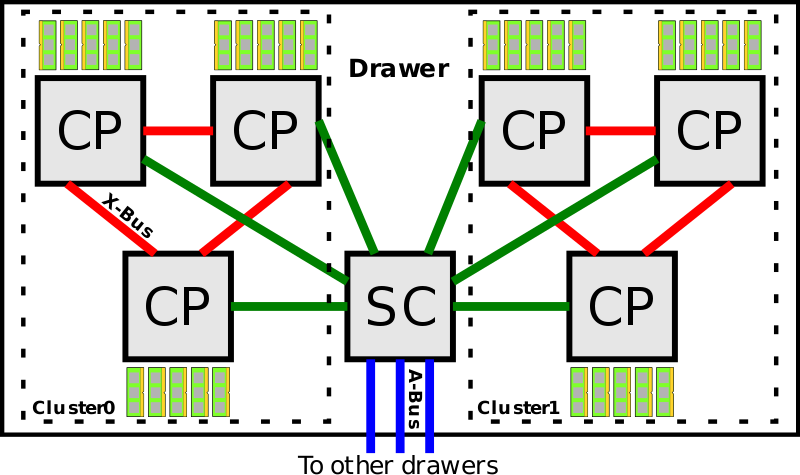 Drawer
CP
CP
CP
CP
X-Bus
CP
SC
CP
Cluster0
A-Bus
Cluster1
To other drawers